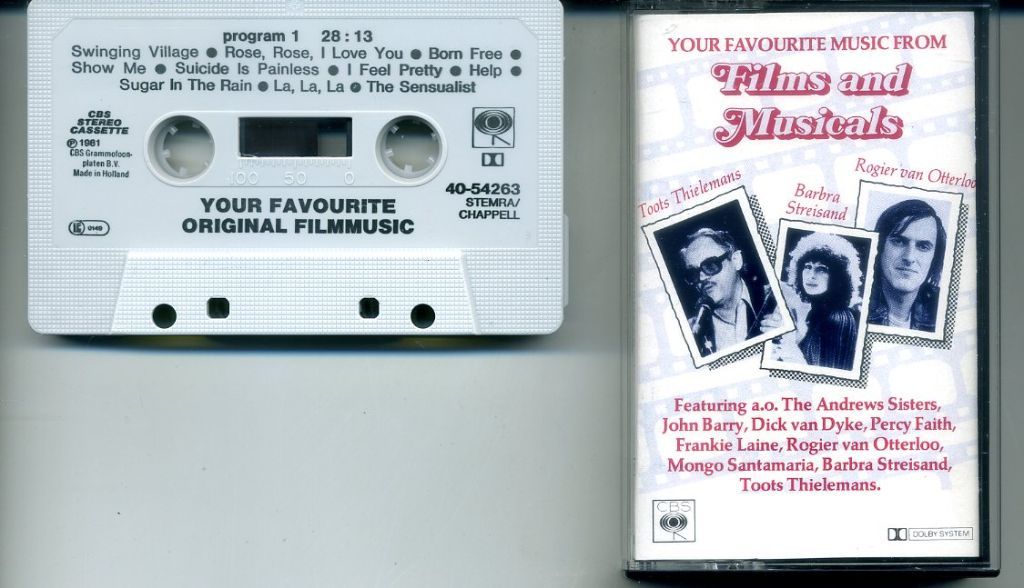 program 1 28:13
Swinging Village ● Rose, Rose, I Love You ● Born Free ●
Show Me ● Suicide Is Painless ● I Feel Pretty ● Help ●
Sugar In The Rain ● La, La, La ● The Sensualist
CBS
STEREO
CASSETTE
Ⓟ 1981
CBS Grammofoon-
platen B.V.
Made in Holland
100 50 0
40-54263
STEMRA/
CHAPPELL
YOUR FAVOURITE
ORIGINAL FILMMUSIC
0149
YOUR FAVOURITE MUSIC FROM
Films and
Musicals
Toots Thielemans
Barbra
Streisand
Rogier van Otterloo
Featuring a.o. The Andrews Sisters,
John Barry, Dick van Dyke, Percy Faith,
Frankie Laine, Rogier van Otterloo,
Mongo Santamaria, Barbra Streisand,
Toots Thielemans.
CBS
DOLBY SYSTEM